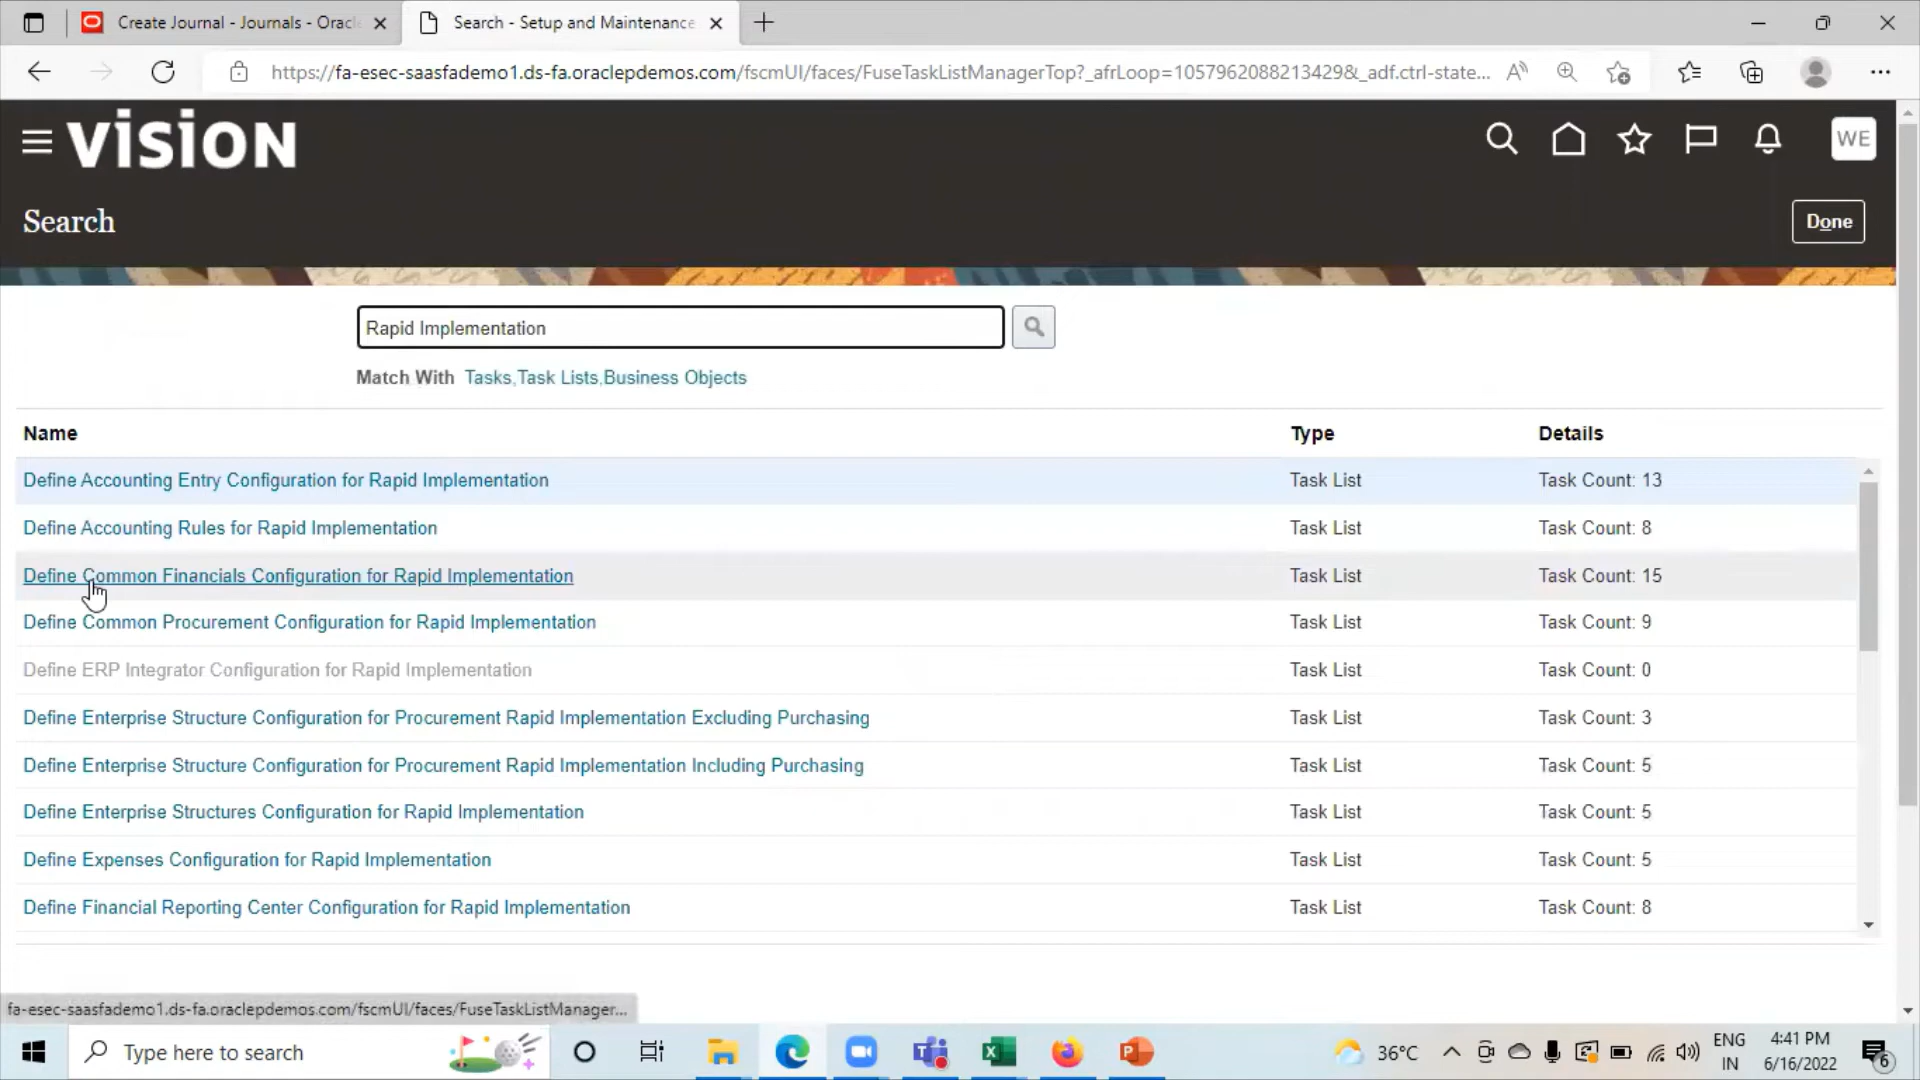 Create Journal - Journals - Oracle
Search - Setup and Maintenance
https://fa-esec-saasfademo1.ds-fa.oraclepdemos.com/fscmUI/faces/FuseTaskListManagerTop?_afrLoop=1057962088213429&_adf.ctrl-state...
VISION
WE
Search
Done
Rapid Implementation
Match With Tasks,Task Lists,Business Objects
Name Type Details
Define Accounting Entry Configuration for Rapid Implementation Task List Task Count: 13
Define Accounting Rules for Rapid Implementation Task List Task Count: 8
Define Common Financials Configuration for Rapid Implementation Task List Task Count: 15
Define Common Procurement Configuration for Rapid Implementation Task List Task Count: 9
Define ERP Integrator Configuration for Rapid Implementation Task List Task Count: 0
Define Enterprise Structure Configuration for Procurement Rapid Implementation Excluding Purchasing Task List Task Count: 3
Define Enterprise Structure Configuration for Procurement Rapid Implementation Including Purchasing Task List Task Count: 5
Define Enterprise Structures Configuration for Rapid Implementation Task List Task Count: 5
Define Expenses Configuration for Rapid Implementation Task List Task Count: 5
Define Financial Reporting Center Configuration for Rapid Implementation Task List Task Count: 8
fa-esec-saasfademo1.ds-fa.oraclepdemos.com/fscmUI/faces/FuseTaskListManager...
Type here to search
36°C
ENG
IN
4:41 PM
6/16/2022
6